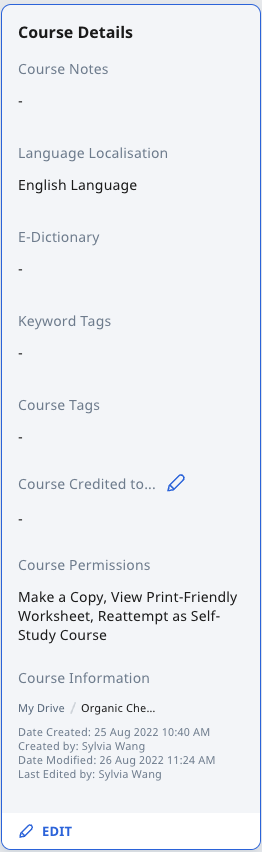 Course Details
Course Notes
-
Language Localisation
English Language
E-Dictionary
-
Keyword Tags
-
Course Tags
-
Course Credited to...
-
Course Permissions
Make a Copy, View Print-Friendly
Worksheet, Reattempt as Self-
Study Course
Course Information
My Drive / Organic Che...
Date Created: 25 Aug 2022 10:40 AM
Created by: Sylvia Wang
Date Modified: 26 Aug 2022 11:24 AM
Last Edited by: Sylvia Wang
EDIT